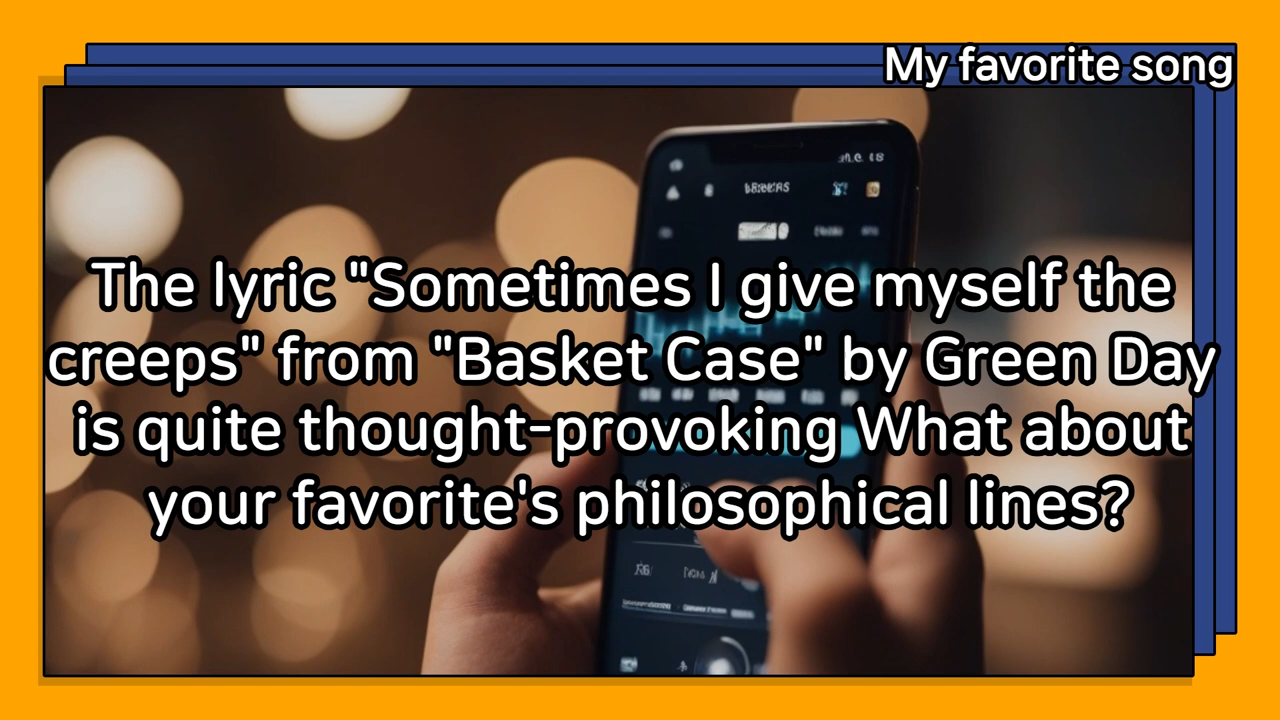 My favorite song
The lyric "Sometimes I give myself the
creeps" from "Basket Case" by Green Day
is quite thought-provoking What about
your favorite's philosophical lines?